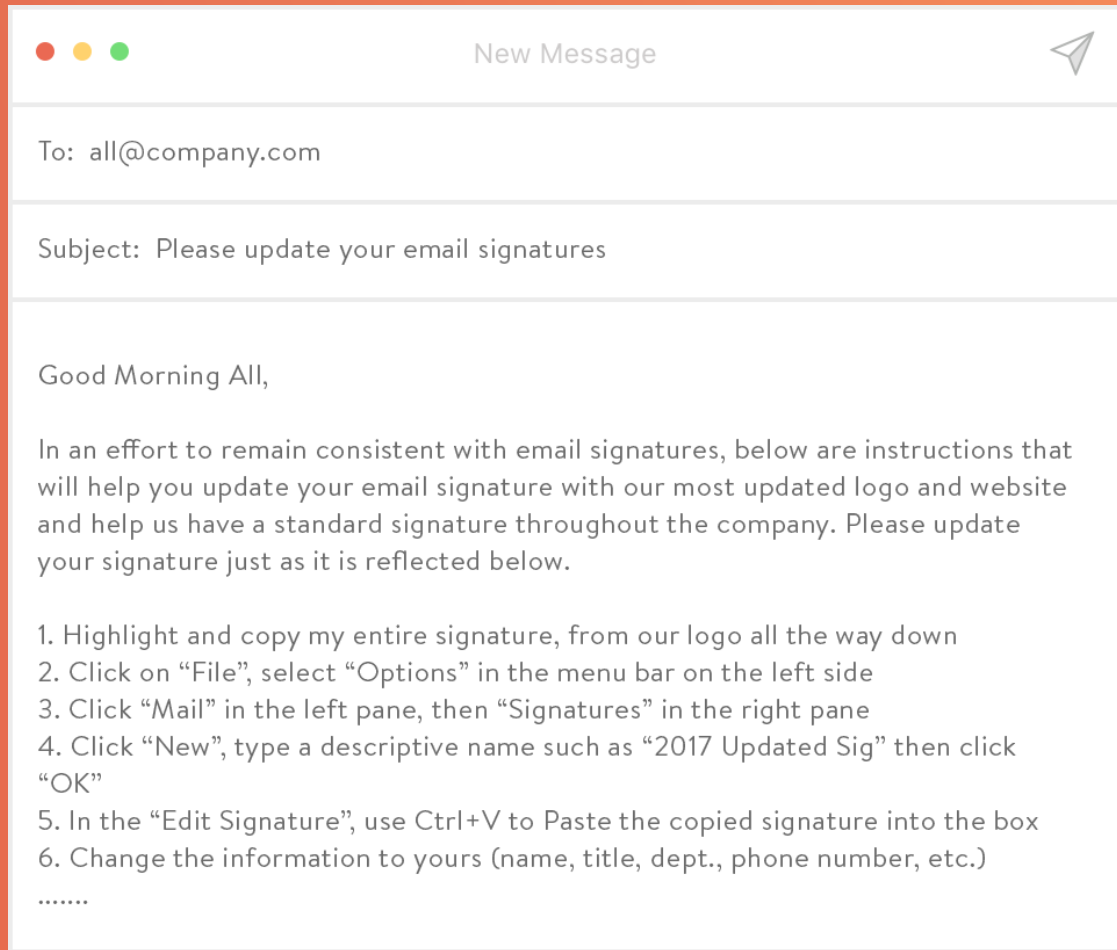 New Message
To: all@company.com
Subject: Please update your email signatures
Good Morning All,
In an effort to remain consistent with email signatures, below are instructions that
will help you update your email signature with our most updated logo and website
and help us have a standard signature throughout the company. Please update
your signature just as it is reflected below.
1. Highlight and copy my entire signature, from our logo all the way down
2. Click on “File”, select “Options” in the menu bar on the left side
3. Click “Mail” in the left pane, then “Signatures” in the right pane
4. Click “New”, type a descriptive name such as “2017 Updated Sig” then click
“OK”
5. In the “Edit Signature”, use Ctrl+V to Paste the copied signature into the box
6. Change the information to yours (name, title, dept., phone number, etc.)
.......